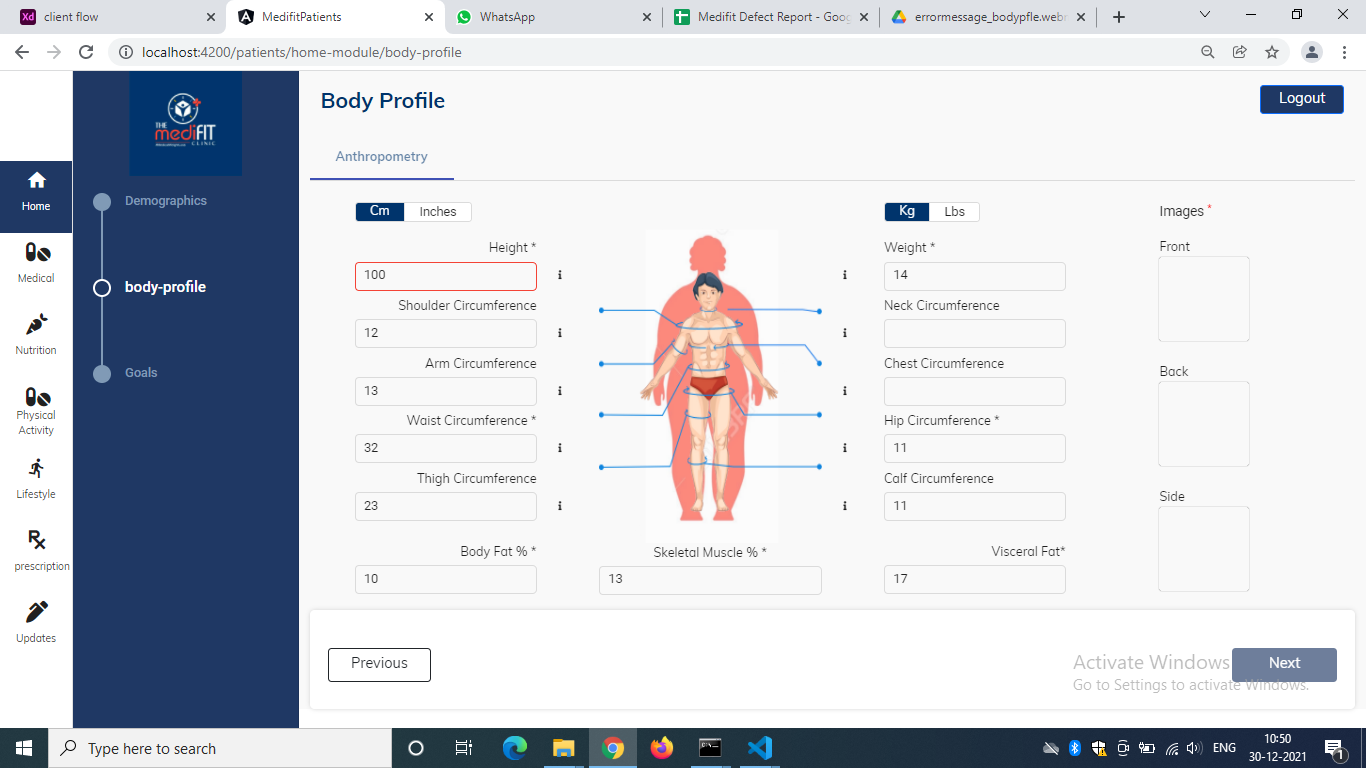 client flow
MedifitPatients
WhatsApp
Medifit Defect Report - Goog
errormessage_bodypfle.webm
localhost:4200/patients/home-module/body-profile
THE
mediFIT
CLINIC
Body Profile
Logout
Anthropometry
Home
Medical
Nutrition
Physical
Activity
Lifestyle
prescription
Updates
Demographics
body-profile
Goals
Cm Inches
Kg Lbs
Images *
Height *
100
Weight *
14
Front
Shoulder Circumference
12
Neck Circumference
Arm Circumference
13
Chest Circumference
Back
Waist Circumference *
32
Hip Circumference *
11
Thigh Circumference
23
Calf Circumference
11
Side
Body Fat % *
10
Skeletal Muscle % *
13
Visceral Fat*
17
Previous
Next
Activate Windows
Go to Settings to activate Windows.
Type here to search
ENG
10:50
30-12-2021
1